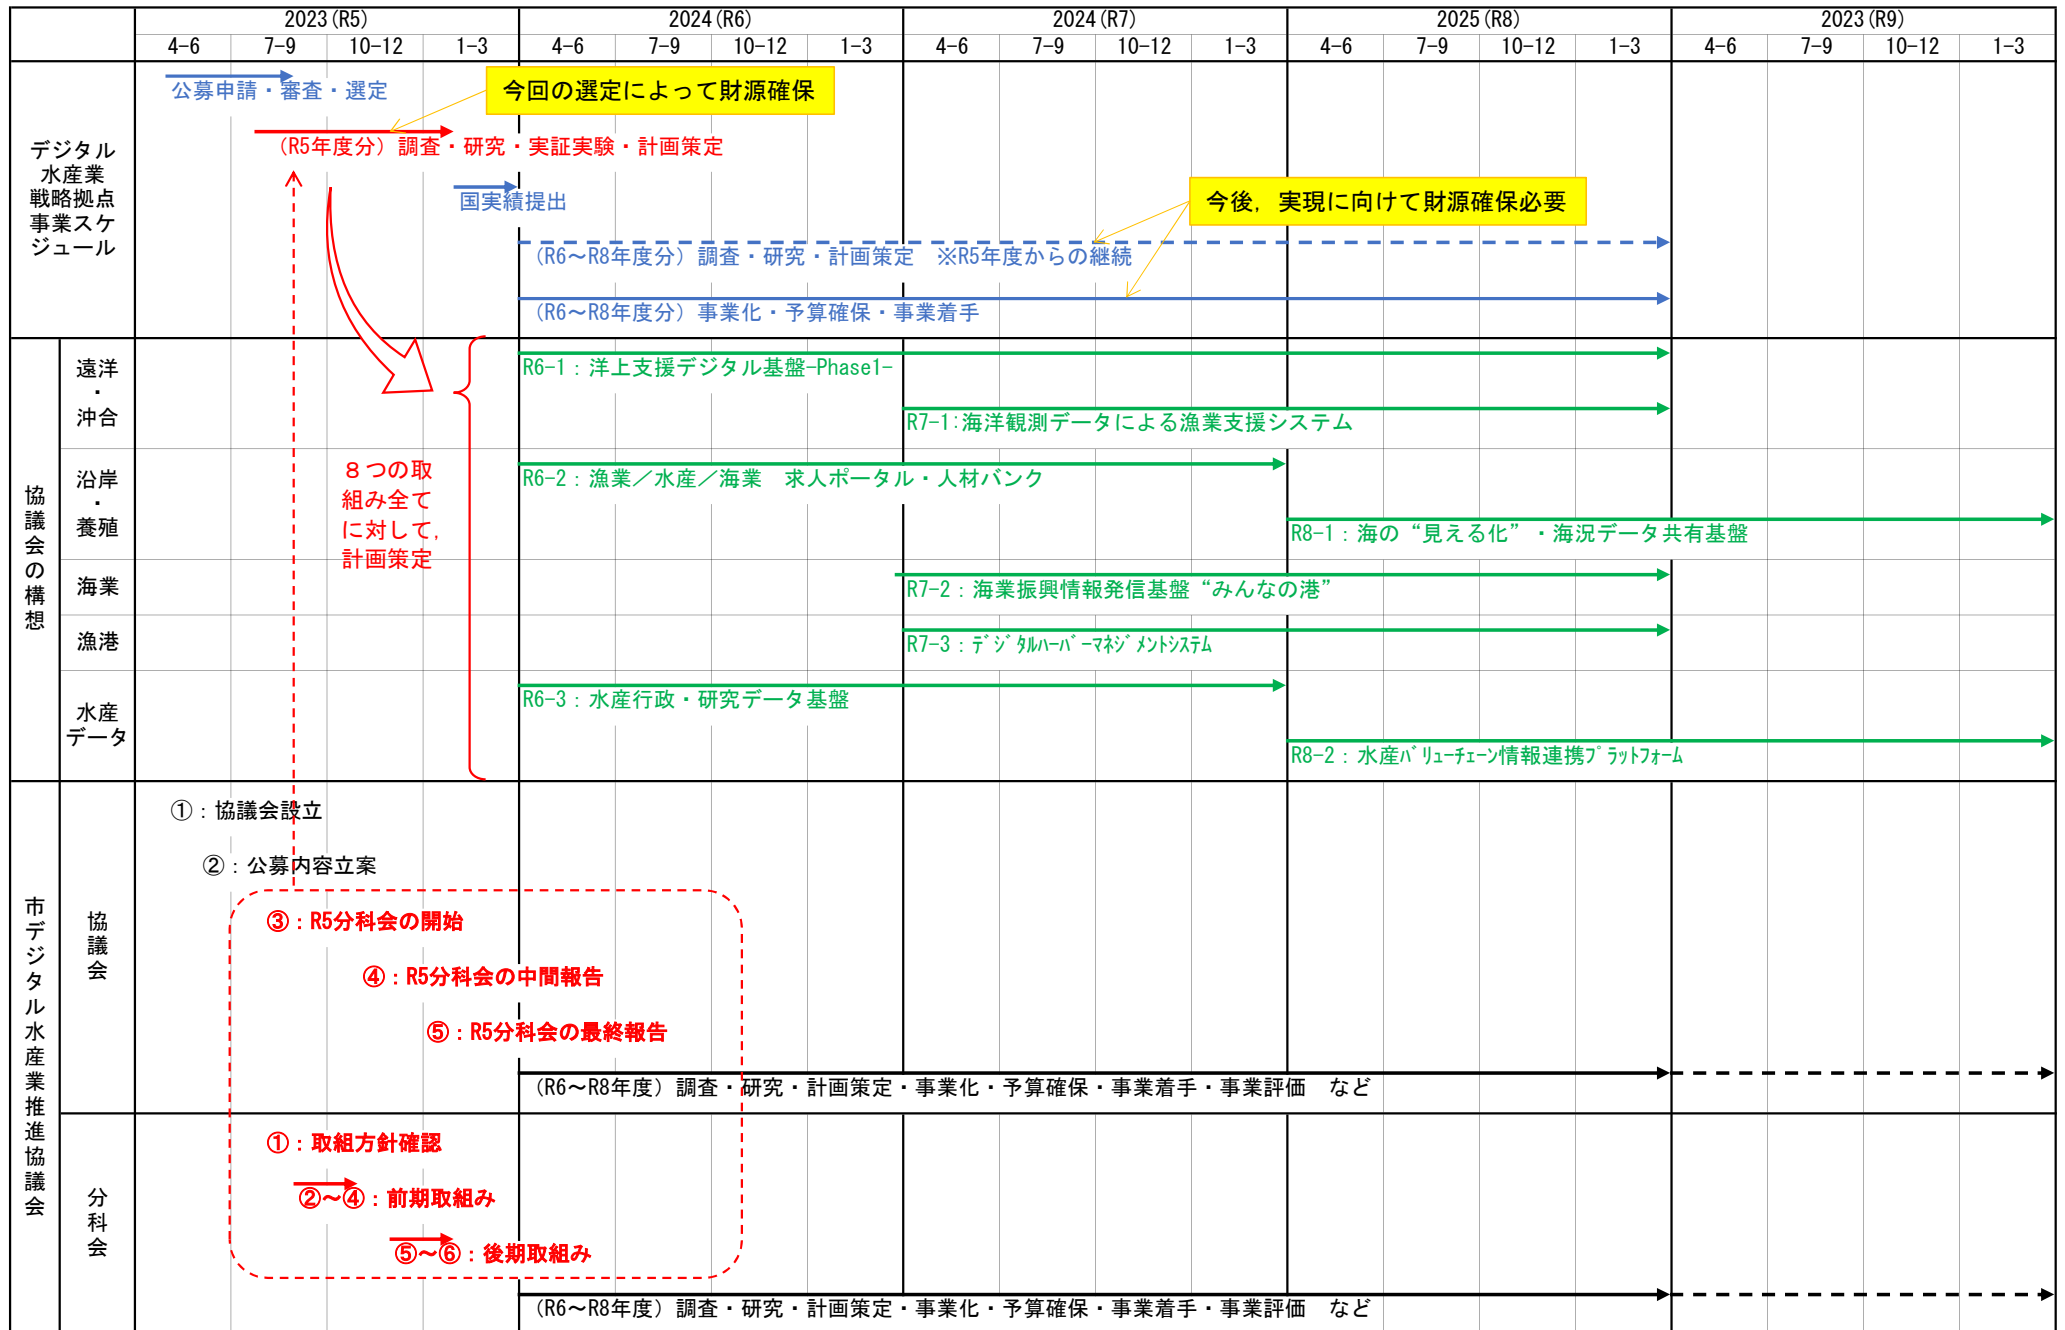 2023(R5)
2024(R6)
2024(R7)
2025(R8)
2023(R9)
4-6
7-9
10-12
1-3
4-6
7-9
10-12
1-3
4-6
7-9
10-12
1-3
4-6
7-9
10-12
1-3
4-6
7-9
10-12
1-3
デジタル
水産業
戦略拠点
事業スケ
ジュール
公募申請・審査・選定
今回の選定によって財源確保
(R5年度分) 調査・研究・実証実験・計画策定
国実績提出
今後, 実現に向けて財源確保必要
(R6～R8年度分) 調査・研究・計画策定　※R5年度からの継続
(R6～R8年度分) 事業化・予算確保・事業着手
協議会の構想
遠洋
・
沖合
R6-1：洋上支援デジタル基盤-Phase1-
R7-1:海洋観測データによる漁業支援システム
８つの取
組み全て
に対して,
計画策定
沿岸
・
養殖
R6-2：漁業／水産／海業　求人ポータル・人材バンク
R8-1：海の“見える化”・海況データ共有基盤
海業
R7-2：海業振興情報発信基盤“みんなの港”
漁港
R7-3：ﾃﾞｼﾞﾀﾙﾊｰﾊﾞｰﾏﾈｼﾞﾒﾝﾄｼｽﾃﾑ
水産
データ
R6-3：水産行政・研究データ基盤
R8-2：水産ﾊﾞﾘｭｰﾁｪｰﾝ情報連携ﾌﾟﾗｯﾄﾌｫｰﾑ
市デジタル水産業推進協議会
協議会
①：協議会設立
②：公募内容立案
③：R5分科会の開始
④：R5分科会の中間報告
⑤：R5分科会の最終報告
(R6～R8年度) 調査・研究・計画策定・事業化・予算確保・事業着手・事業評価　など
分科会
①：取組方針確認
②～④：前期取組み
⑤～⑥：後期取組み
(R6～R8年度) 調査・研究・計画策定・事業化・予算確保・事業着手・事業評価　など